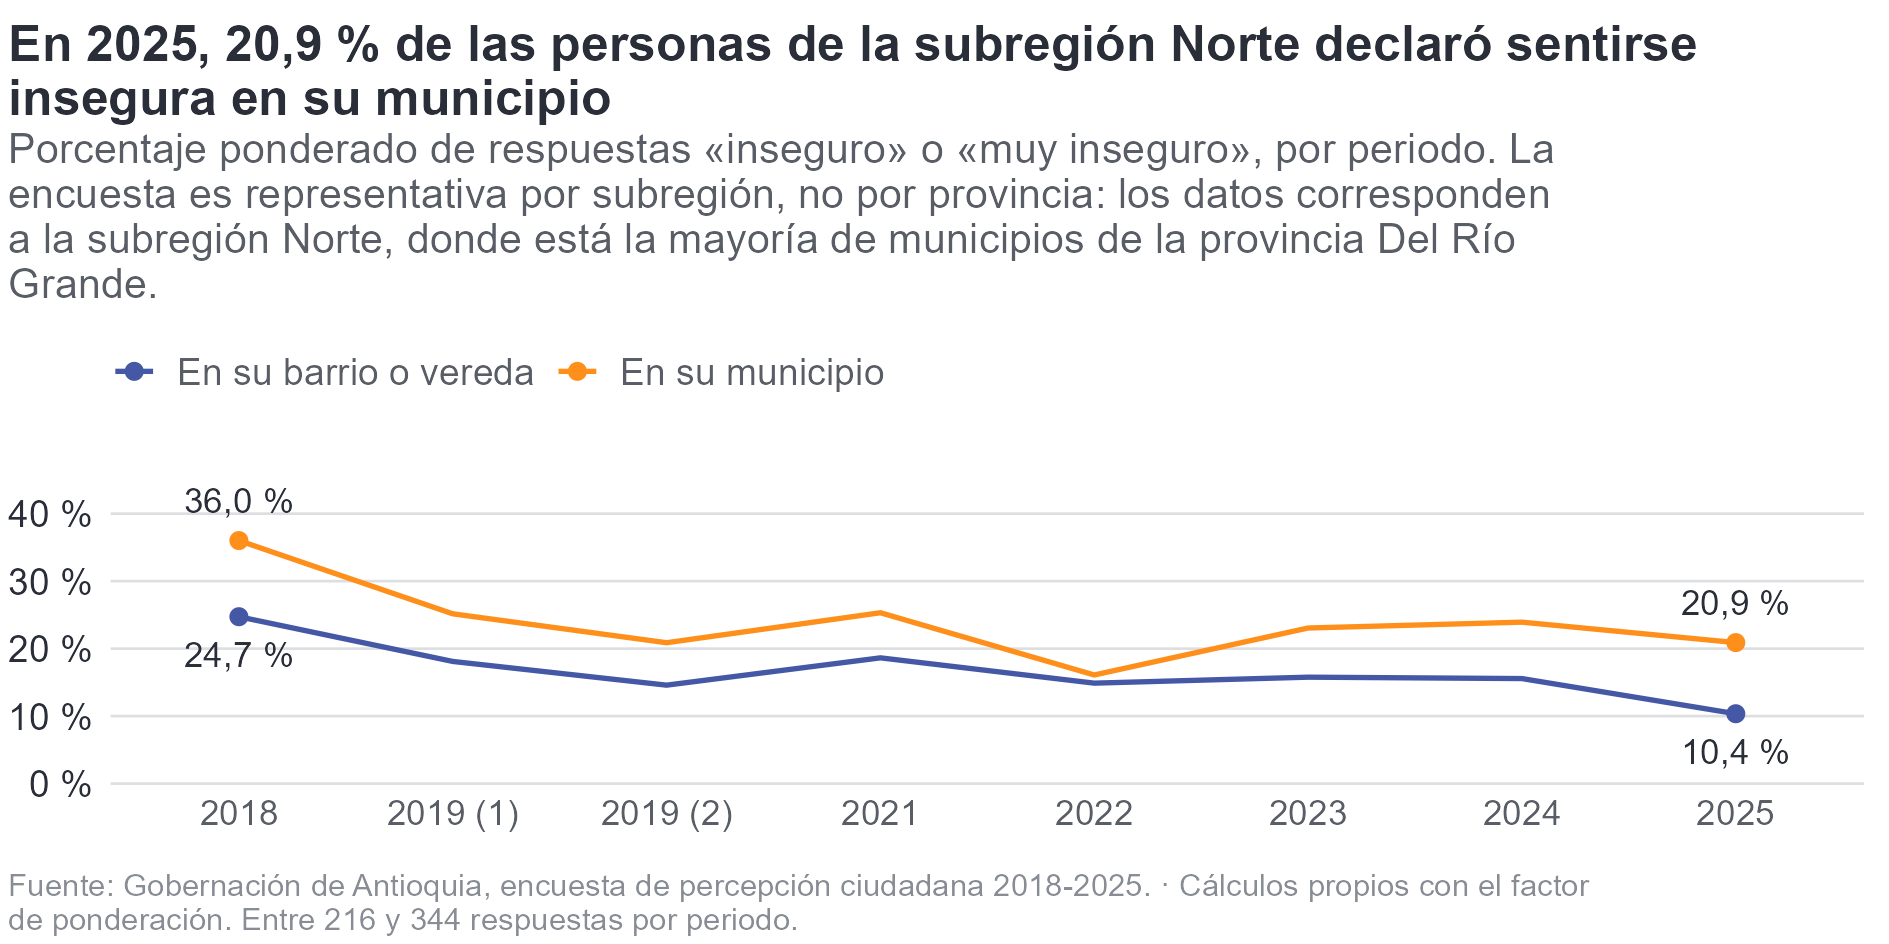 En 2025, 20,9 % de las personas de la subregión Norte declaró sentirse
insegura en su municipio
Porcentaje ponderado de respuestas «inseguro» o «muy inseguro», por periodo. La
encuesta es representativa por subregión, no por provincia: los datos corresponden
a la subregión Norte, donde está la mayoría de municipios de la provincia Del Río
Grande.
En su barrio o vereda En su municipio
36,0 %
40 %
30 %
20,9 %
24,7 %
20 %
10 %
10,4 %
0 %
2018 2019 (1) 2019 (2) 2021 2022 2023 2024 2025
Fuente: Gobernación de Antioquia, encuesta de percepción ciudadana 2018-2025. · Cálculos propios con el factor
de ponderación. Entre 216 y 344 respuestas por periodo.